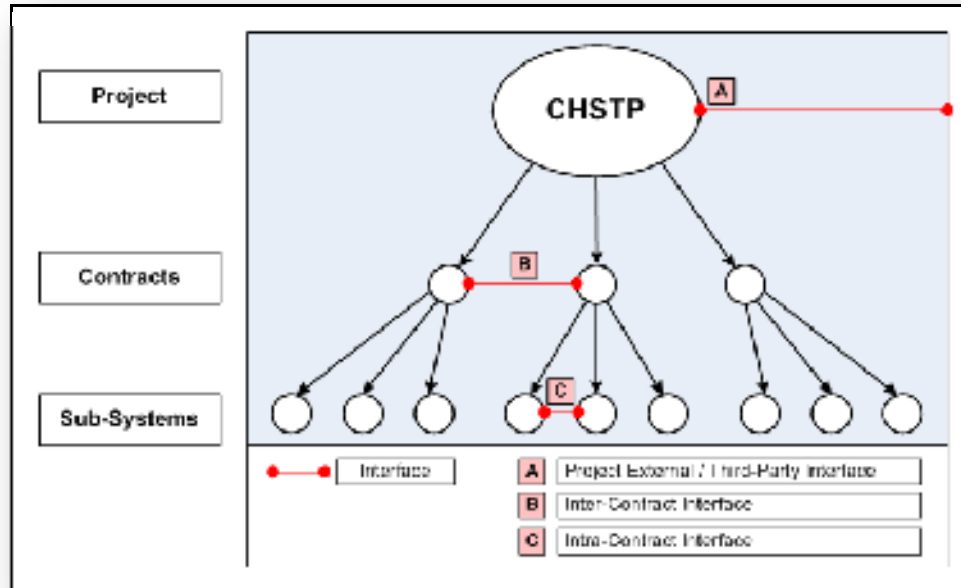 Project
CHSTP
A
Contracts
B
Sub-Systems
C
Interface
A Project External / Third-Party Interface
B Inter-Contract Interface
C Intra-Contract Interface